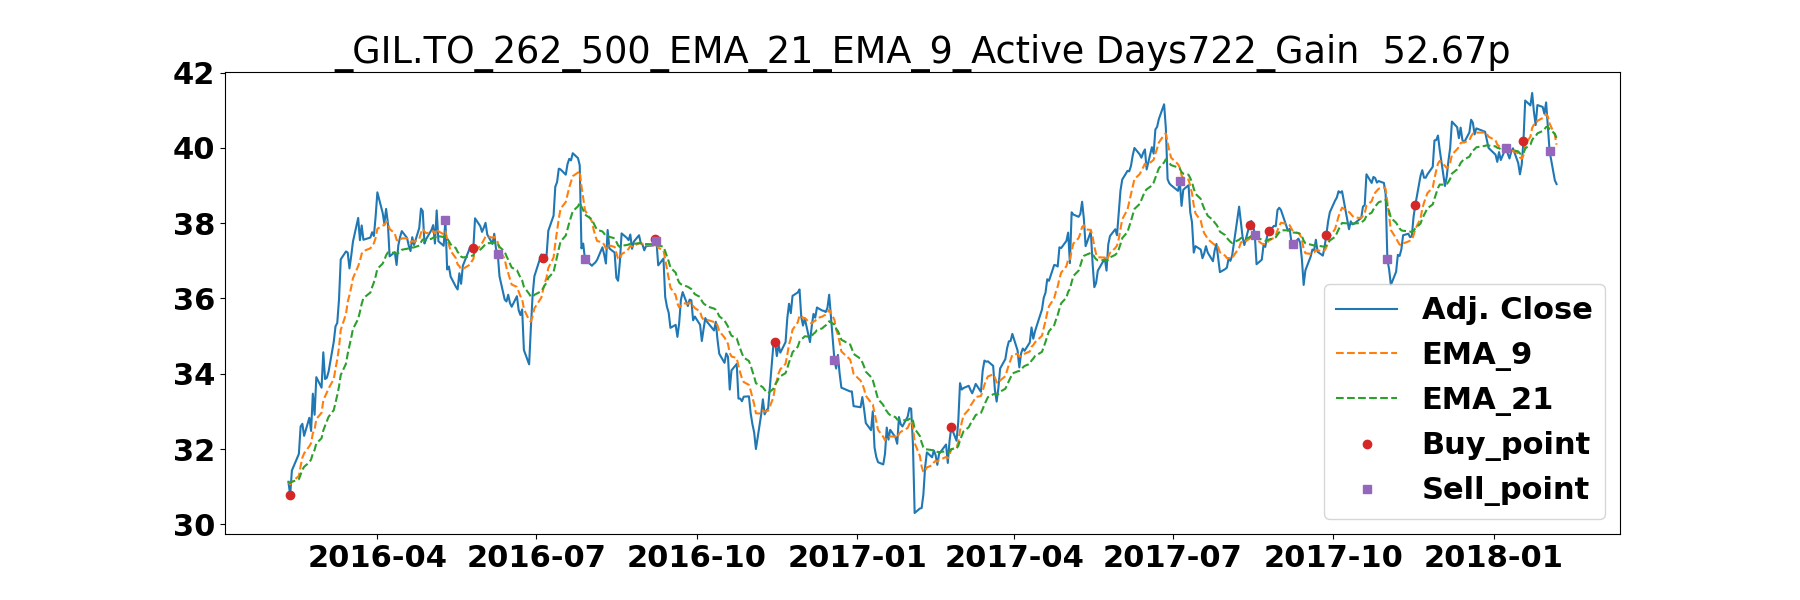 _GIL.TO_262_500_EMA_21_EMA_9_Active Days722_Gain  52.67p
42
40
38
36
34
32
30
2016-04 2016-07 2016-10 2017-01 2017-04 2017-07 2017-10 2018-01
Adj. Close
EMA_9
EMA_21
Buy_point
Sell_point